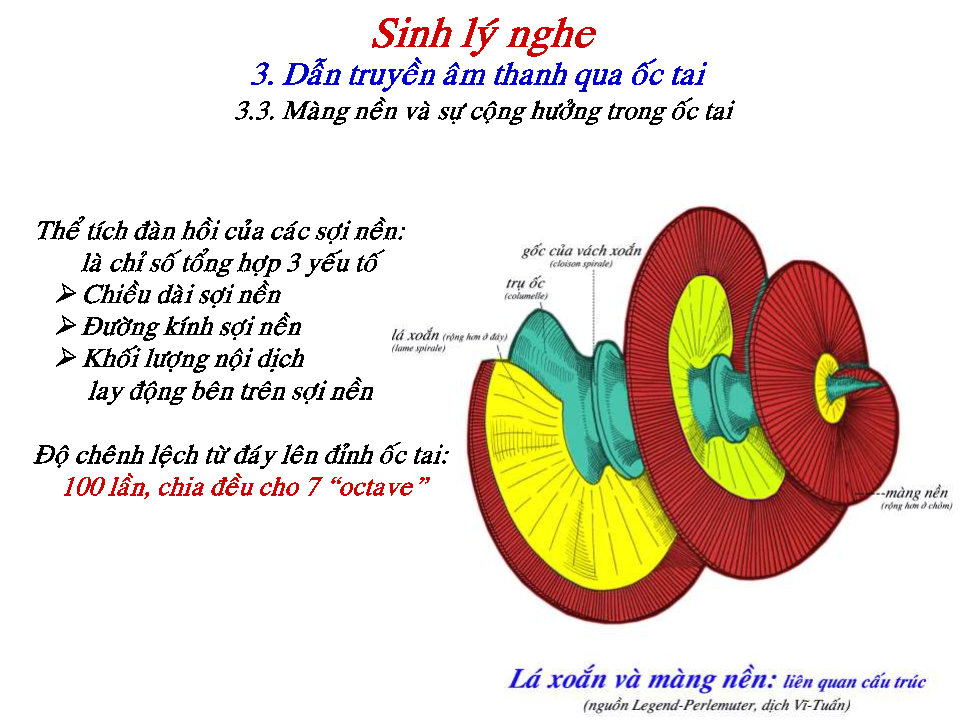 Sinh lý nghe
3. Dẫn truyền âm thanh qua ốc tai
3.3. Màng nền và sự cộng hưởng trong ốc tai
Thể tích đàn hồi của các sợi nền:
là chỉ số tổng hợp 3 yếu tố
➢ Chiều dài sợi nền
➢ Đường kính sợi nền
➢ Khối lượng nội dịch
lay động bên trên sợi nền
Độ chênh lệch từ đáy lên đỉnh ốc tai:
100 lần, chia đều cho 7 “octave”
gốc của vách xoắn
(cloison spirale)
trụ ốc
(columelle)
lá xoắn (rộng hơn ở đáy)
(lame spirale)
màng nền
(rộng hơn ở chỏm)
Lá xoắn và màng nền: liên quan cấu trúc
(nguồn Legend-Perlemuter, dịch Vĩ-Tuấn)